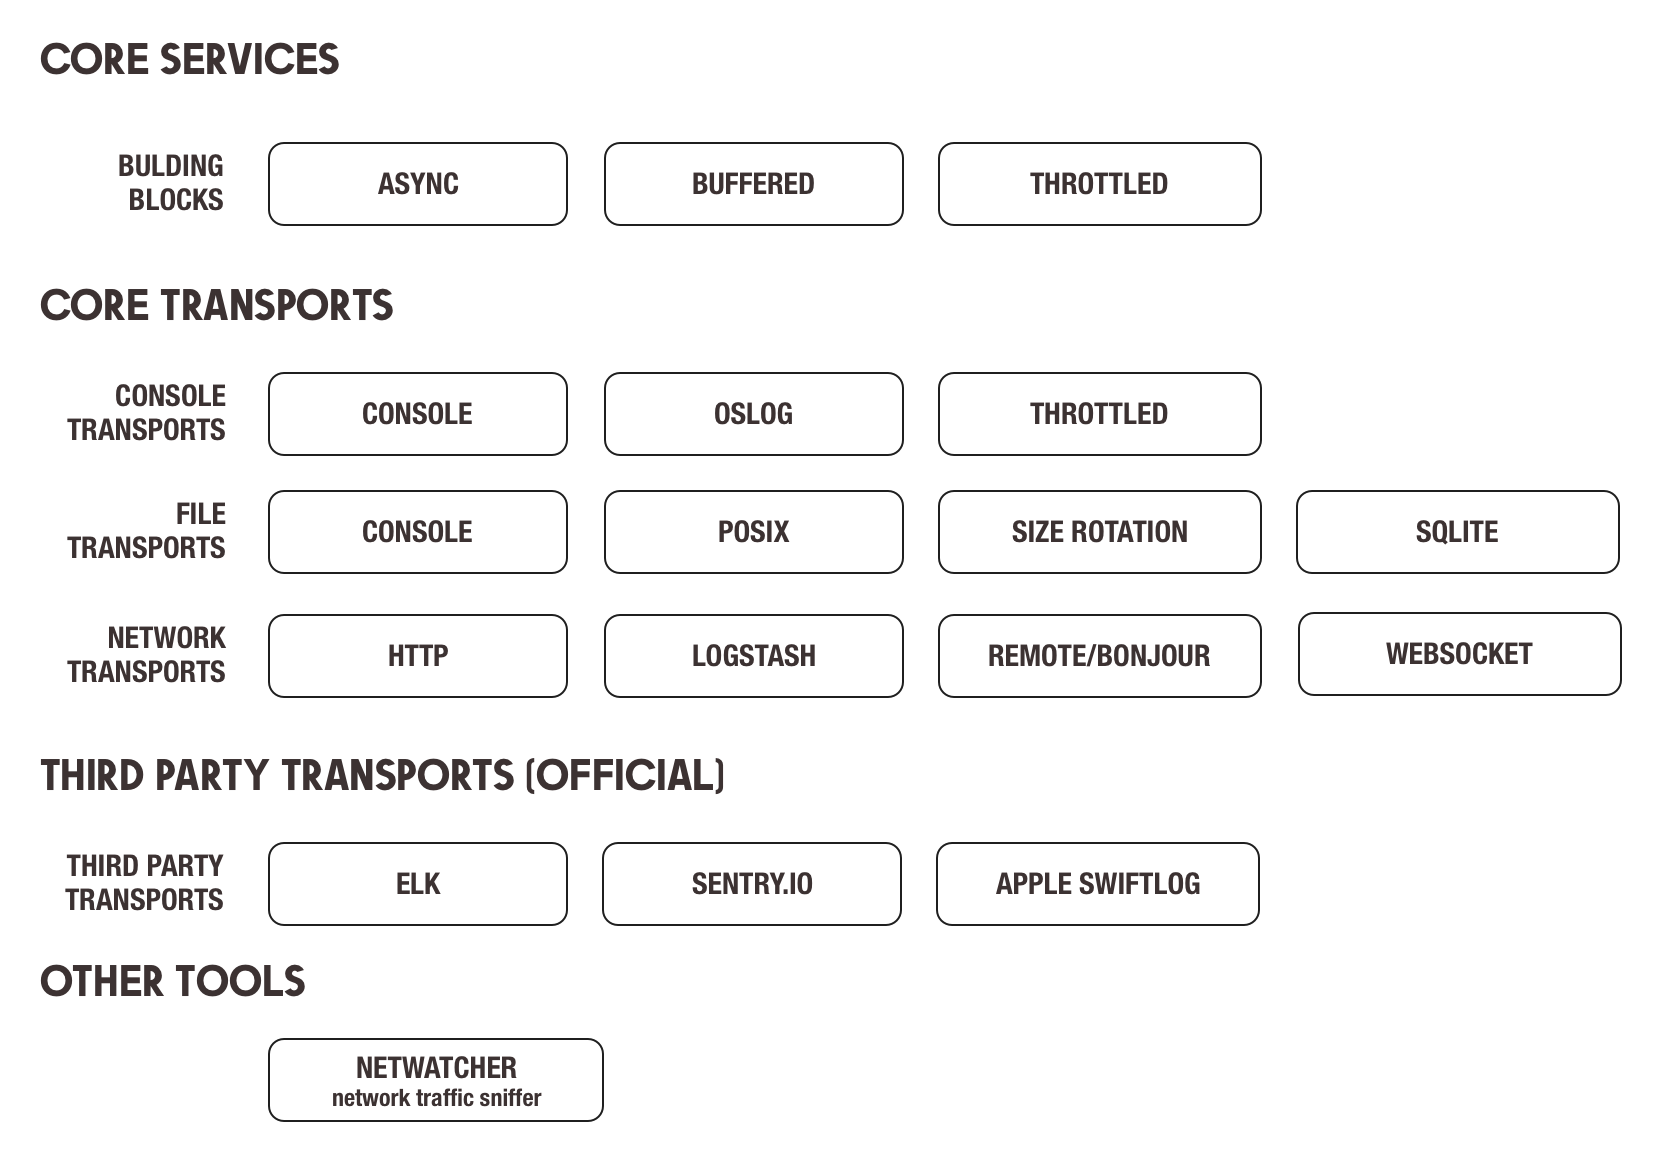 CORE SERVICES
BULDING
BLOCKS
ASYNC
BUFFERED
THROTTLED
CORE TRANSPORTS
CONSOLE
TRANSPORTS
CONSOLE
OSLOG
THROTTLED
FILE
TRANSPORTS
CONSOLE
POSIX
SIZE ROTATION
SQLITE
NETWORK
TRANSPORTS
HTTP
LOGSTASH
REMOTE/BONJOUR
WEBSOCKET
THIRD PARTY TRANSPORTS (OFFICIAL)
THIRD PARTY
TRANSPORTS
ELK
SENTRY.IO
APPLE SWIFTLOG
OTHER TOOLS
NETWATCHER
network traffic sniffer